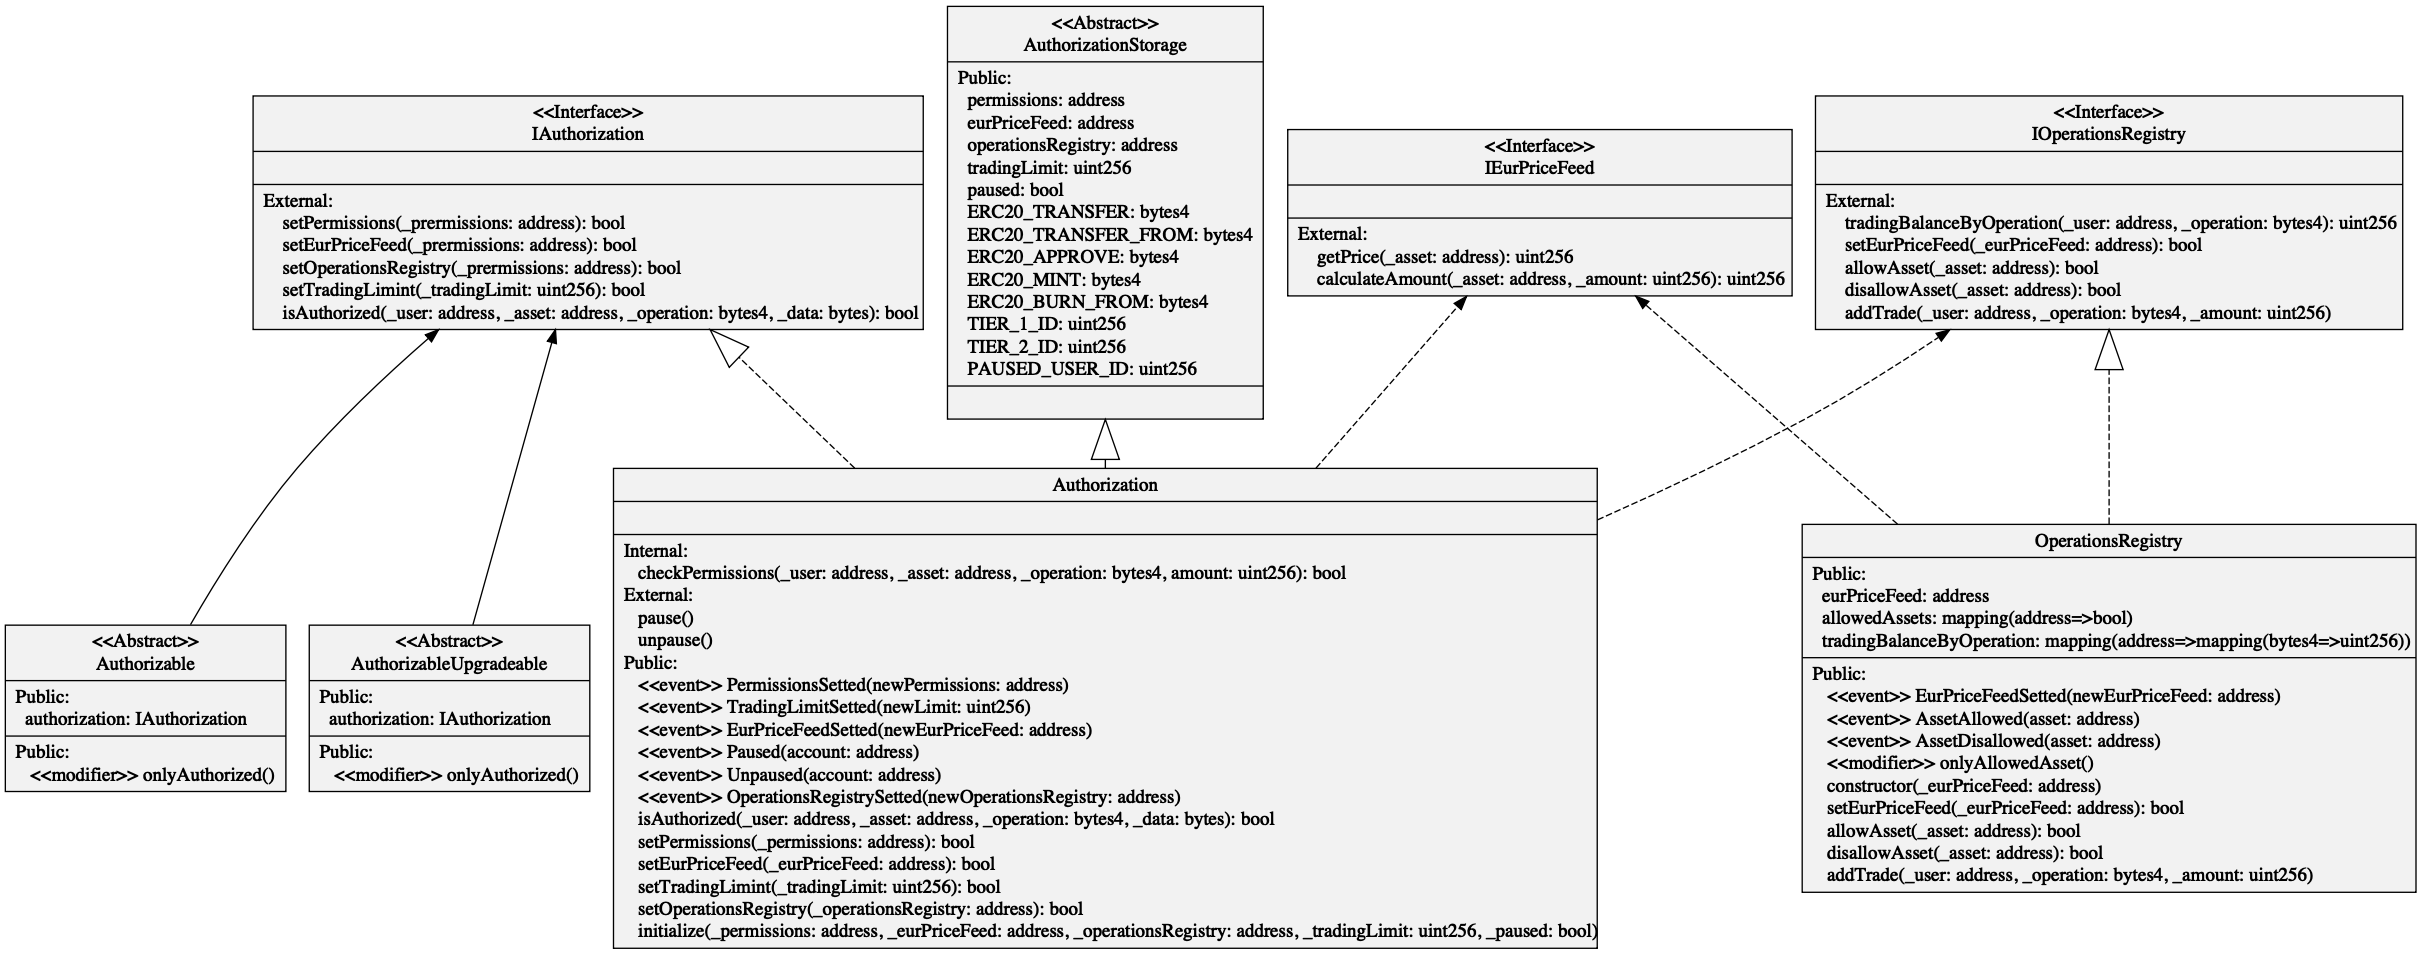 <<Abstract>>
AuthorizationStorage
Public:
permissions: address
eurPriceFeed: address
operationsRegistry: address
tradingLimit: uint256
paused: bool
ERC20_TRANSFER: bytes4
ERC20_TRANSFER_FROM: bytes4
ERC20_APPROVE: bytes4
ERC20_MINT: bytes4
ERC20_BURN_FROM: bytes4
TIER_1_ID: uint256
TIER_2_ID: uint256
PAUSED_USER_ID: uint256
<<Interface>>
IAuthorization
External:
setPermissions(_prermissions: address): bool
setEurPriceFeed(_prermissions: address): bool
setOperationsRegistry(_prermissions: address): bool
setTradingLimint(_tradingLimit: uint256): bool
isAuthorized(_user: address, _asset: address, _operation: bytes4, _data: bytes): bool
<<Interface>>
IEurPriceFeed
External:
getPrice(_asset: address): uint256
calculateAmount(_asset: address, _amount: uint256): uint256
<<Interface>>
IOperationsRegistry
External:
tradingBalanceByOperation(_user: address, _operation: bytes4): uint256
setEurPriceFeed(_eurPriceFeed: address): bool
allowAsset(_asset: address): bool
disallowAsset(_asset: address): bool
addTrade(_user: address, _operation: bytes4, _amount: uint256)
<<Abstract>>
Authorizable
Public:
authorization: IAuthorization
Public:
<<modifier>> onlyAuthorized()
<<Abstract>>
AuthorizableUpgradeable
Public:
authorization: IAuthorization
Public:
<<modifier>> onlyAuthorized()
Authorization
Internal:
checkPermissions(_user: address, _asset: address, _operation: bytes4, amount: uint256): bool
External:
pause()
unpause()
Public:
<<event>> PermissionsSetted(newPermissions: address)
<<event>> TradingLimitSetted(newLimit: uint256)
<<event>> EurPriceFeedSetted(newEurPriceFeed: address)
<<event>> Paused(account: address)
<<event>> Unpaused(account: address)
<<event>> OperationsRegistrySetted(newOperationsRegistry: address)
isAuthorized(_user: address, _asset: address, _operation: bytes4, _data: bytes): bool
setPermissions(_permissions: address): bool
setEurPriceFeed(_eurPriceFeed: address): bool
setTradingLimint(_tradingLimit: uint256): bool
setOperationsRegistry(_operationsRegistry: address): bool
initialize(_permissions: address, _eurPriceFeed: address, _operationsRegistry: address, _tradingLimit: uint256, _paused: bool)
OperationsRegistry
Public:
eurPriceFeed: address
allowedAssets: mapping(address=>bool)
tradingBalanceByOperation: mapping(address=>mapping(bytes4=>uint256))
Public:
<<event>> EurPriceFeedSetted(newEurPriceFeed: address)
<<event>> AssetAllowed(asset: address)
<<event>> AssetDisallowed(asset: address)
<<modifier>> onlyAllowedAsset()
constructor(_eurPriceFeed: address)
setEurPriceFeed(_eurPriceFeed: address): bool
allowAsset(_asset: address): bool
disallowAsset(_asset: address): bool
addTrade(_user: address, _operation: bytes4, _amount: uint256)